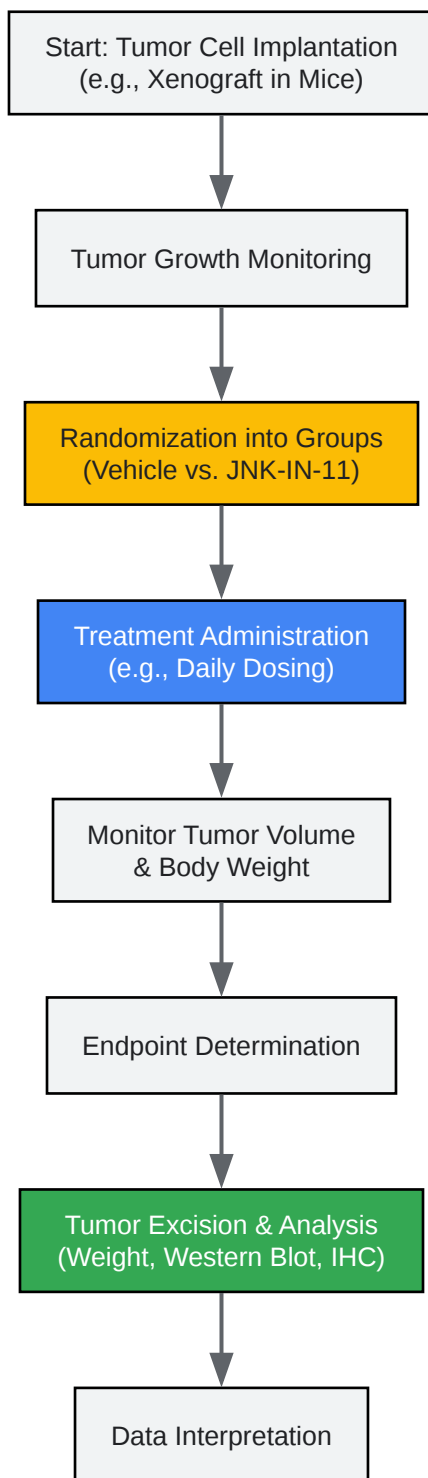 Start: Tumor Cell Implantation
(e.g., Xenograft in Mice)
Tumor Growth Monitoring
Randomization into Groups
(Vehicle vs. JNK-IN-11)
Treatment Administration
(e.g., Daily Dosing)
Monitor Tumor Volume
& Body Weight
Endpoint Determination
Tumor Excision & Analysis
(Weight, Western Blot, IHC)
Data Interpretation